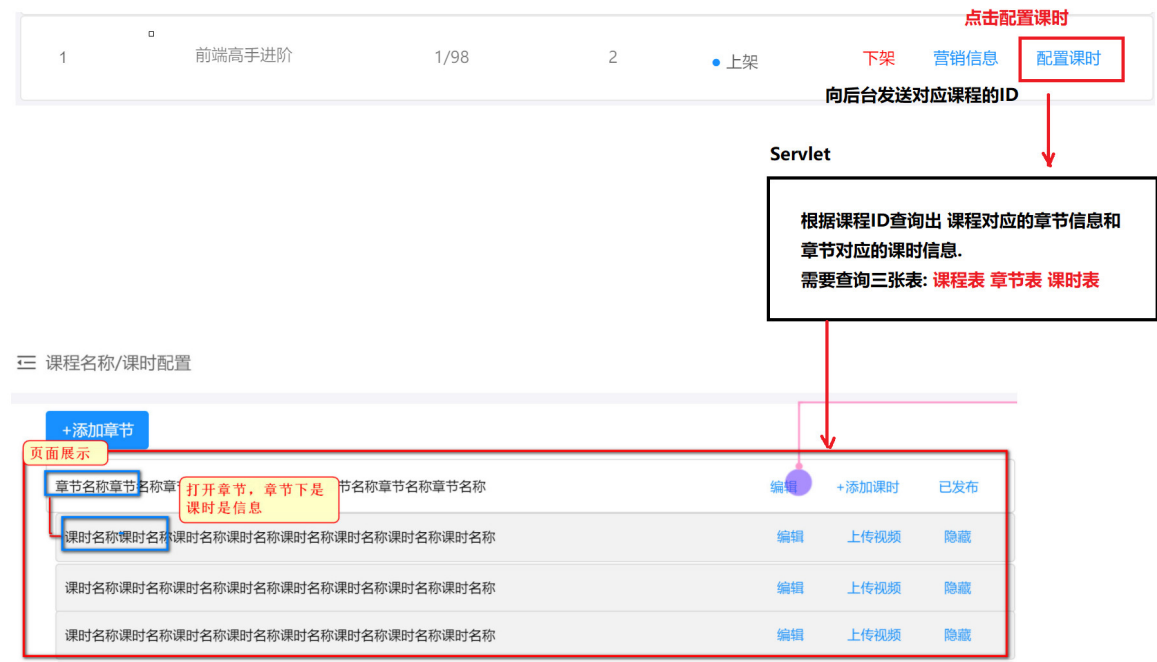 点击配置课时
1 前端高手进阶 1/98 2 上架 下架 营销信息 配置课时
向后台发送对应课程的ID
Servlet
根据课程ID查询出 课程对应的章节信息和
章节对应的课时信息.
需要查询三张表: 课程表 章节表 课时表
课程名称/课时配置
+添加章节
页面展示
章节名称章节名称章 节名称章节名称章节名称 编辑 +添加课时 已发布
打开章节，章节下是
课时是信息
课时名称课时名称课时名称课时名称课时名称课时名称课时名称课时名称 编辑 上传视频 隐藏
课时名称课时名称课时名称课时名称课时名称课时名称课时名称课时名称 编辑 上传视频 隐藏
课时名称课时名称课时名称课时名称课时名称课时名称课时名称课时名称 编辑 上传视频 隐藏